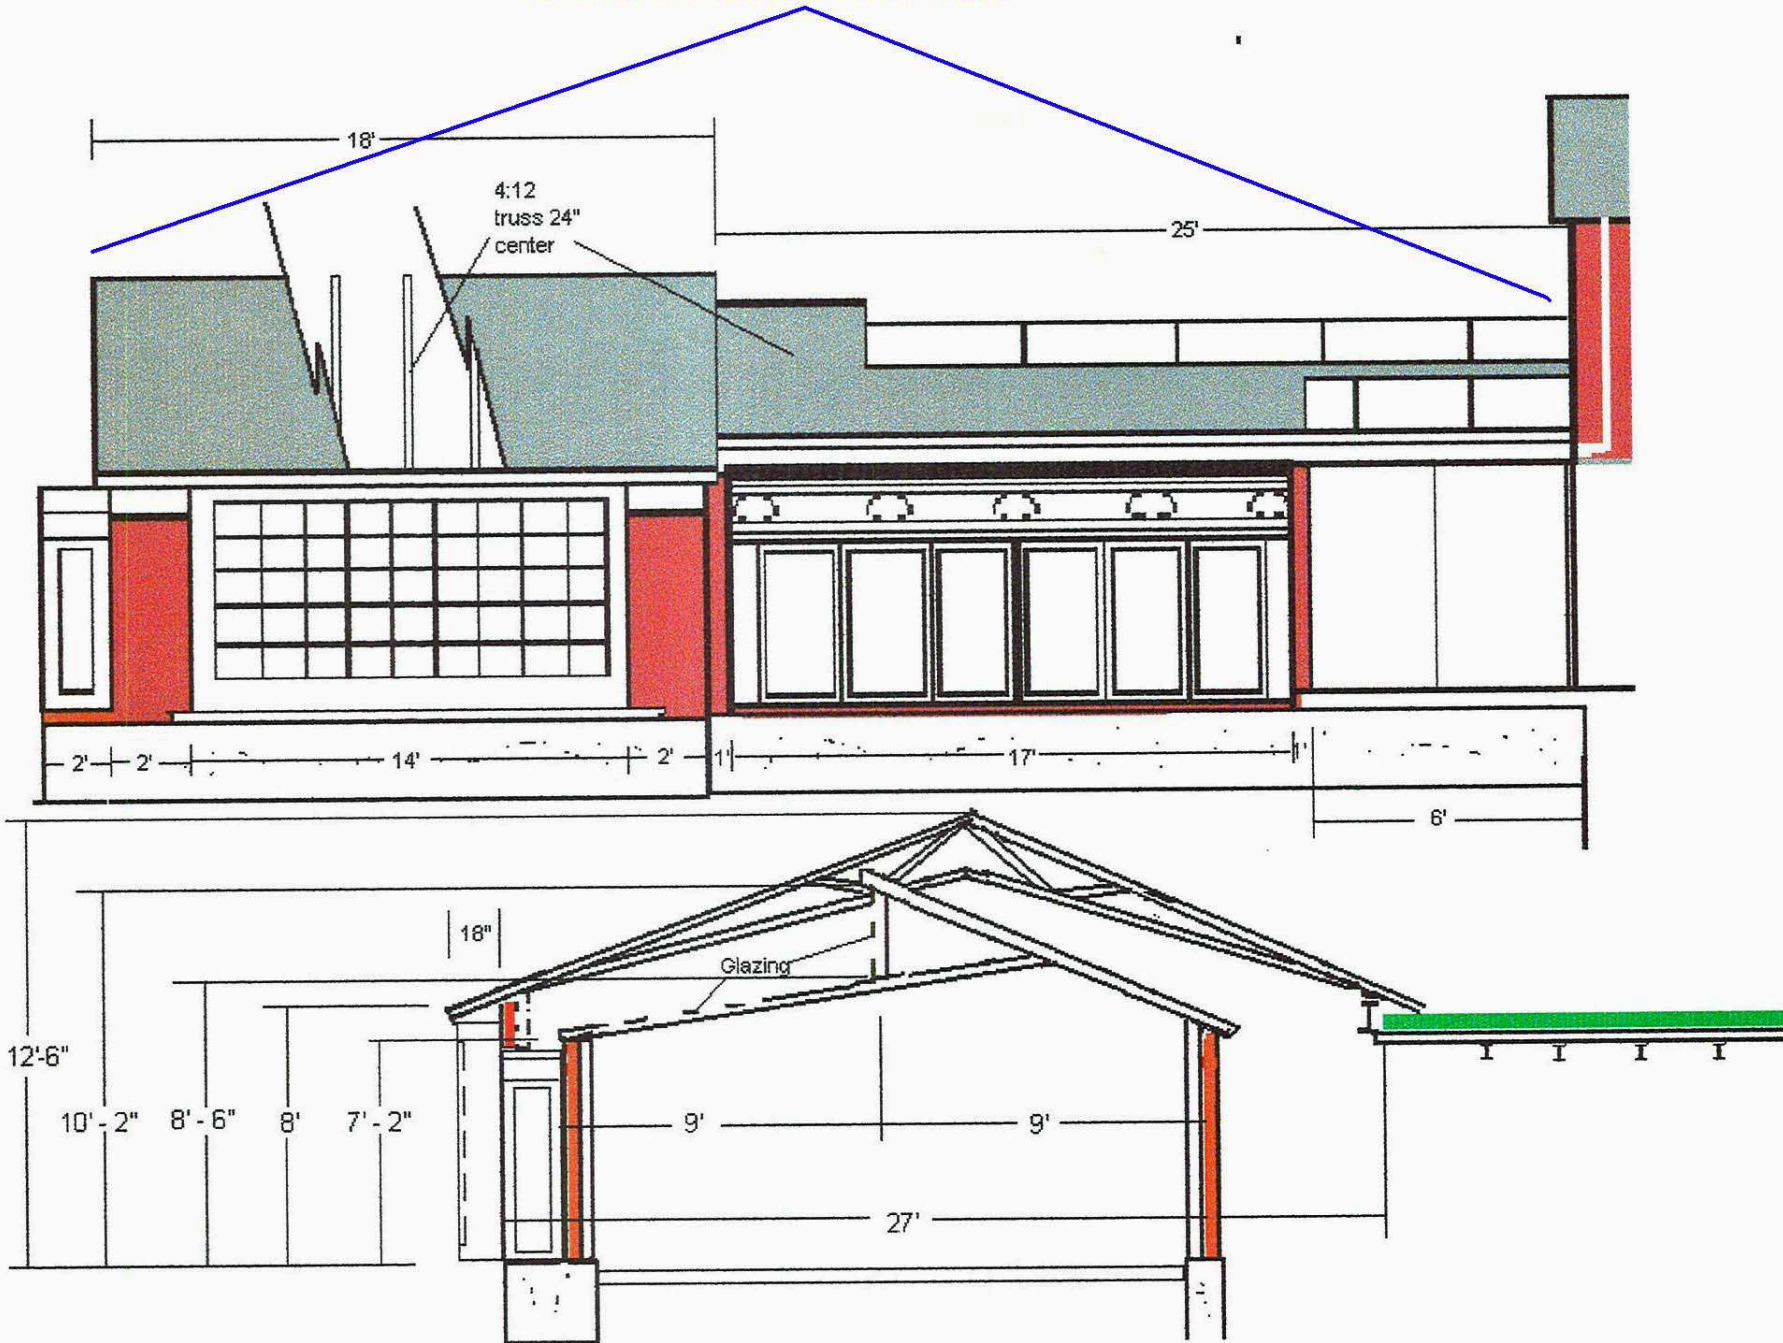 18'
4:12
truss 24"
center
25'
2'
2'
14'
2'
1'
17'
1'
6'
18"
Glazing
12'-6"
10' - 2"
8' - 6"
8'
7' - 2"
9'
9'
27'